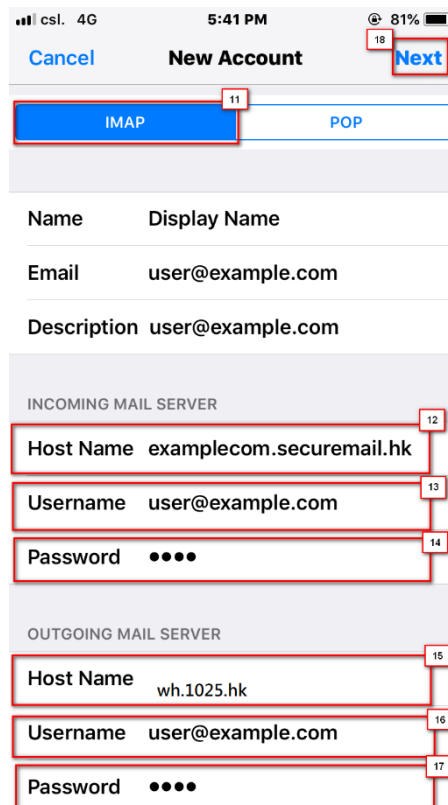 csl. 4G 5:41 PM 81%
18
Cancel New Account Next
11
IMAP POP
Name Display Name
Email user@example.com
Description user@example.com
INCOMING MAIL SERVER
12
Host Name examplecom.securemail.hk
13
Username user@example.com
14
Password ●●●●
OUTGOING MAIL SERVER
15
Host Name wh.1025.hk
16
Username user@example.com
17
Password ●●●●